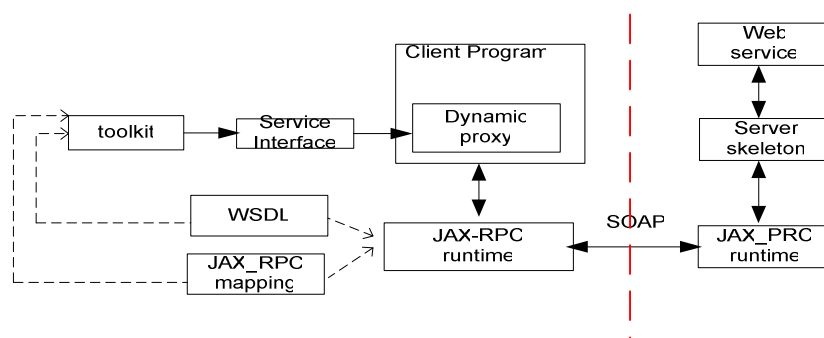 Client Program
Web
service
toolkit
Service
Interface
Dynamic
proxy
Server
skeleton
WSDL
SOAP
JAX-RPC
runtime
JAX_PRC
runtime
JAX_RPC
mapping